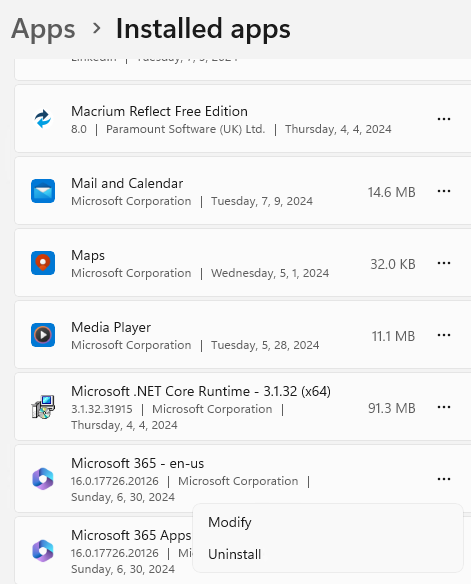 Apps > Installed apps
LinkedIn | Tuesday, 7, 9, 2024
Macrium Reflect Free Edition
8.0 | Paramount Software (UK) Ltd. | Thursday, 4, 4, 2024
Mail and Calendar
Microsoft Corporation | Tuesday, 7, 9, 2024
14.6 MB
Maps
Microsoft Corporation | Wednesday, 5, 1, 2024
32.0 KB
Media Player
Microsoft Corporation | Tuesday, 5, 28, 2024
11.1 MB
Microsoft .NET Core Runtime - 3.1.32 (x64)
3.1.32.31915 | Microsoft Corporation |
Thursday, 4, 4, 2024
91.3 MB
Microsoft 365 - en-us
16.0.17726.20126 | Microsoft Corporation |
Sunday, 6, 30, 2024
Modify
Uninstall
Microsoft 365 Apps
16.0.17726.20126 |
Sunday, 6, 30, 2024